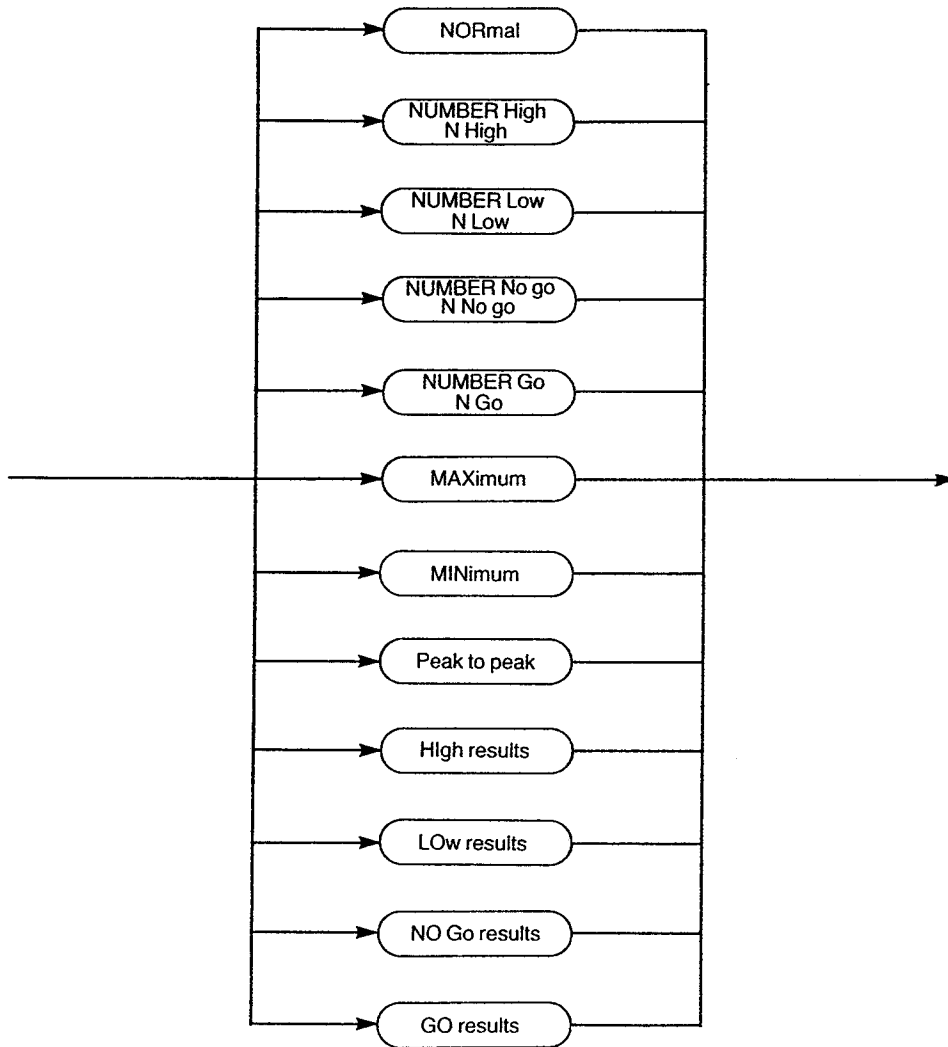 NORmal
NUMBER High
N High
NUMBER Low
N Low
NUMBER No go
N No go
NUMBER Go
N Go
MAXimum
MINimum
Peak to peak
HIgh results
LOw results
NO Go results
GO results